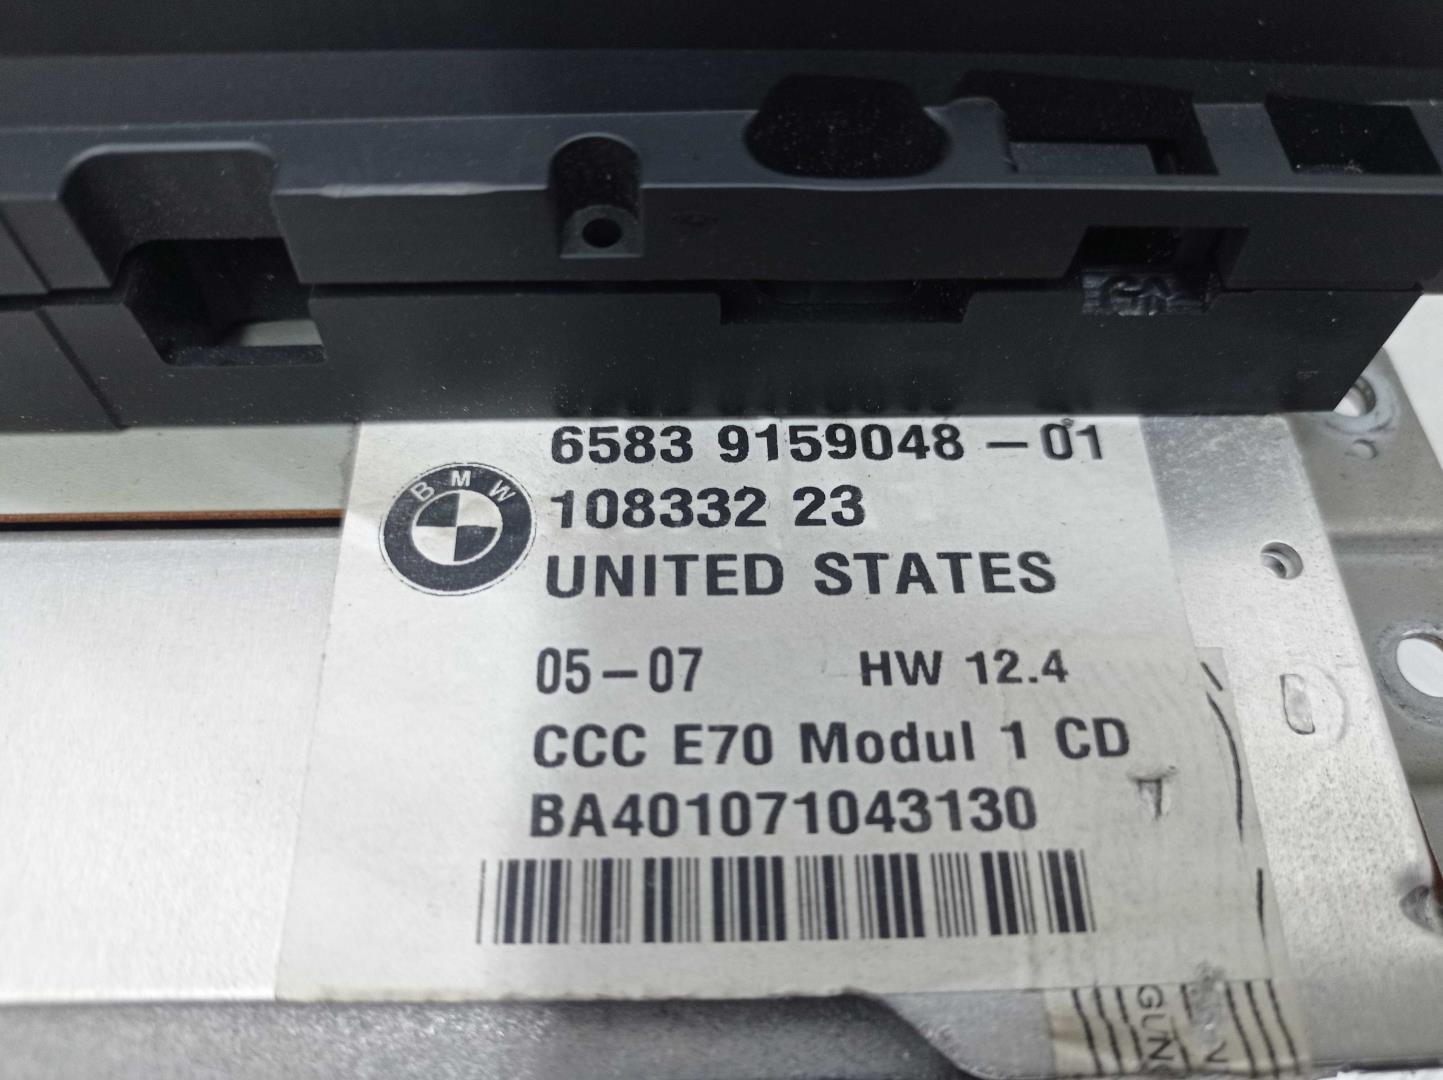 6583 9159048-01
BMW
108332 23
UNITED STATES
05-07 HW 12.4
CCC E70 Modul 1 CD
BA401071043130